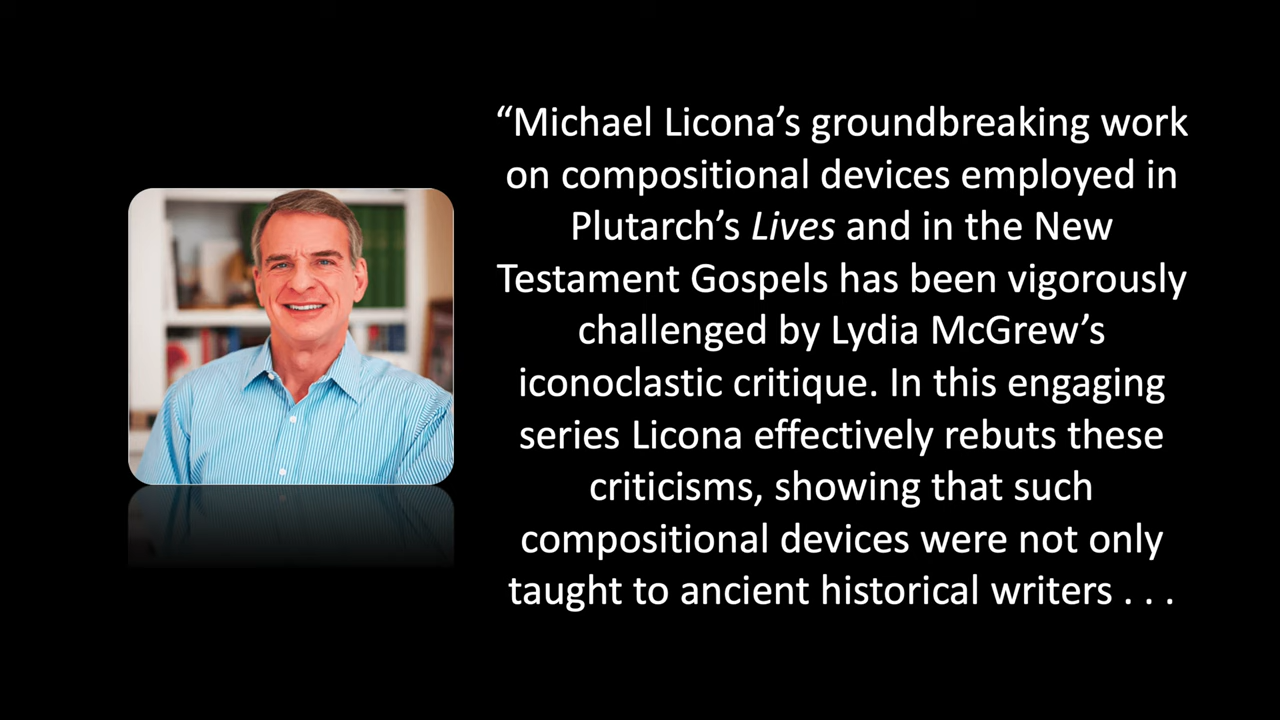 “Michael Licona’s groundbreaking work
on compositional devices employed in
Plutarch’s Lives and in the New
Testament Gospels has been vigorously
challenged by Lydia McGrew’s
iconoclastic critique. In this engaging
series Licona effectively rebuts these
criticisms, showing that such
compositional devices were not only
taught to ancient historical writers . . .